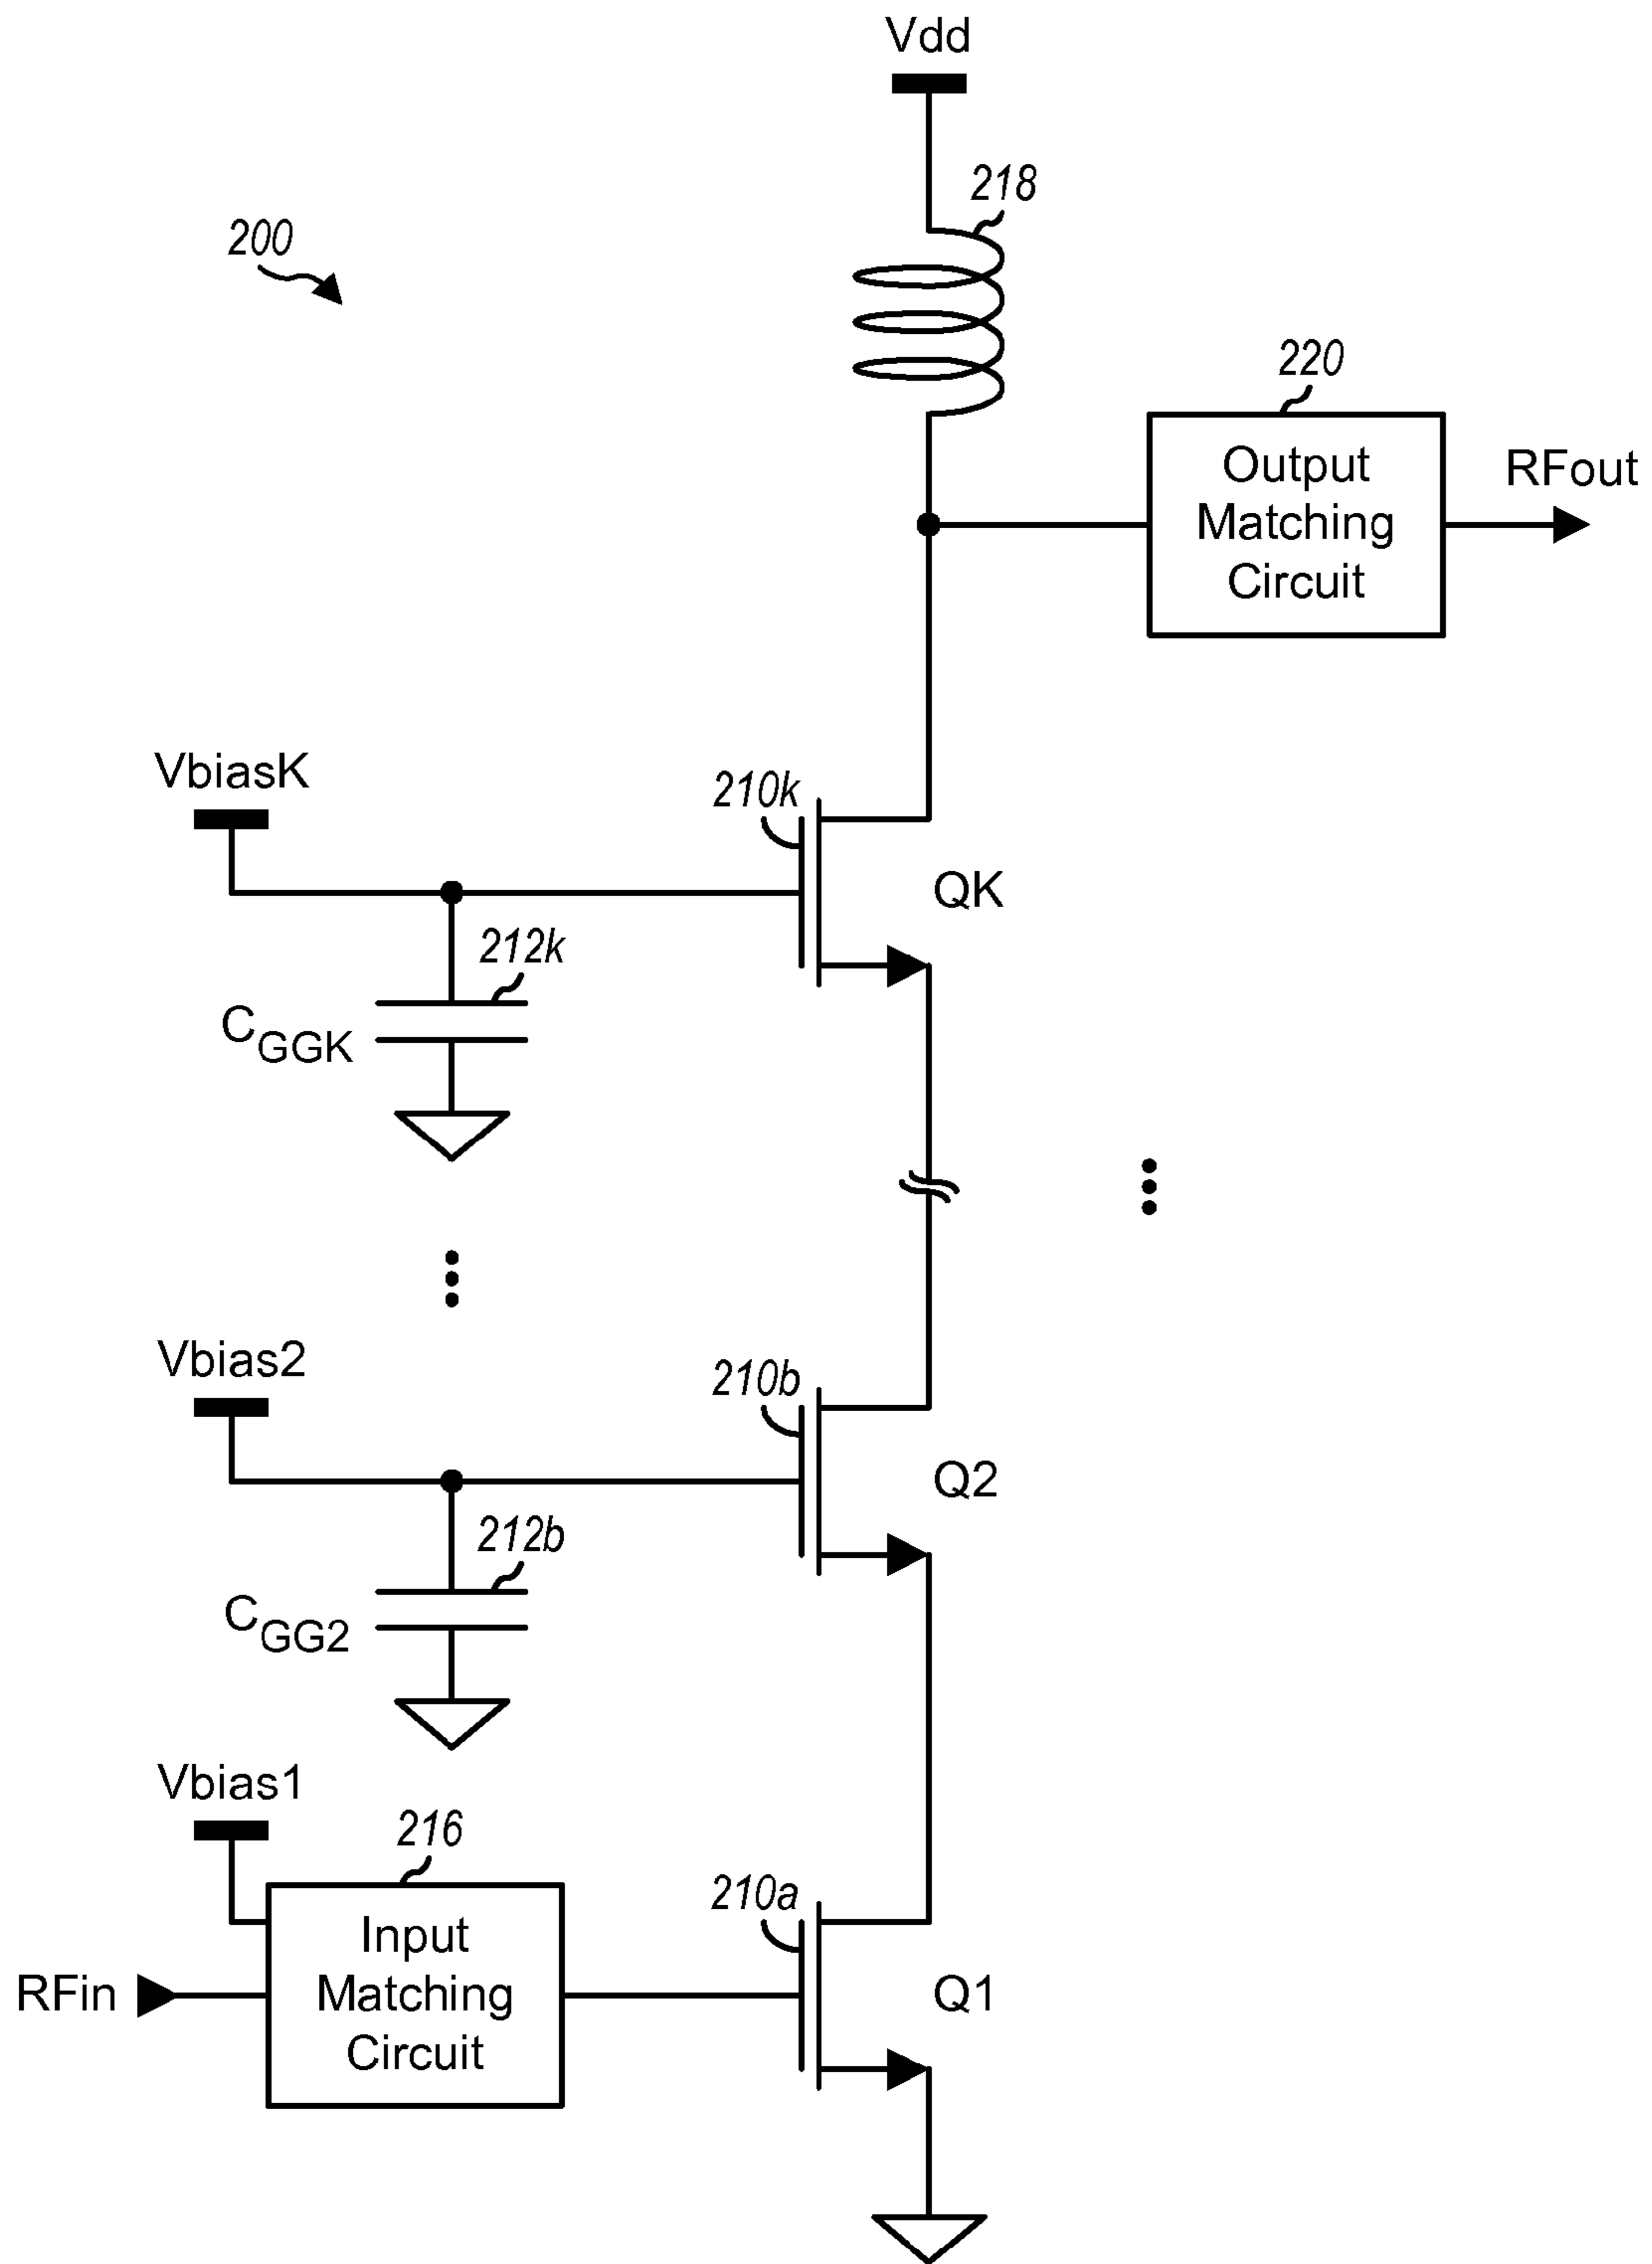 Vdd
218
200
220
Output
Matching
Circuit
RFout
VbiasK
210k
QK
212k
CGGK
Vbias2
210b
Q2
212b
CGG2
Vbias1
216
210a
Input
Matching
Circuit
RFin
Q1